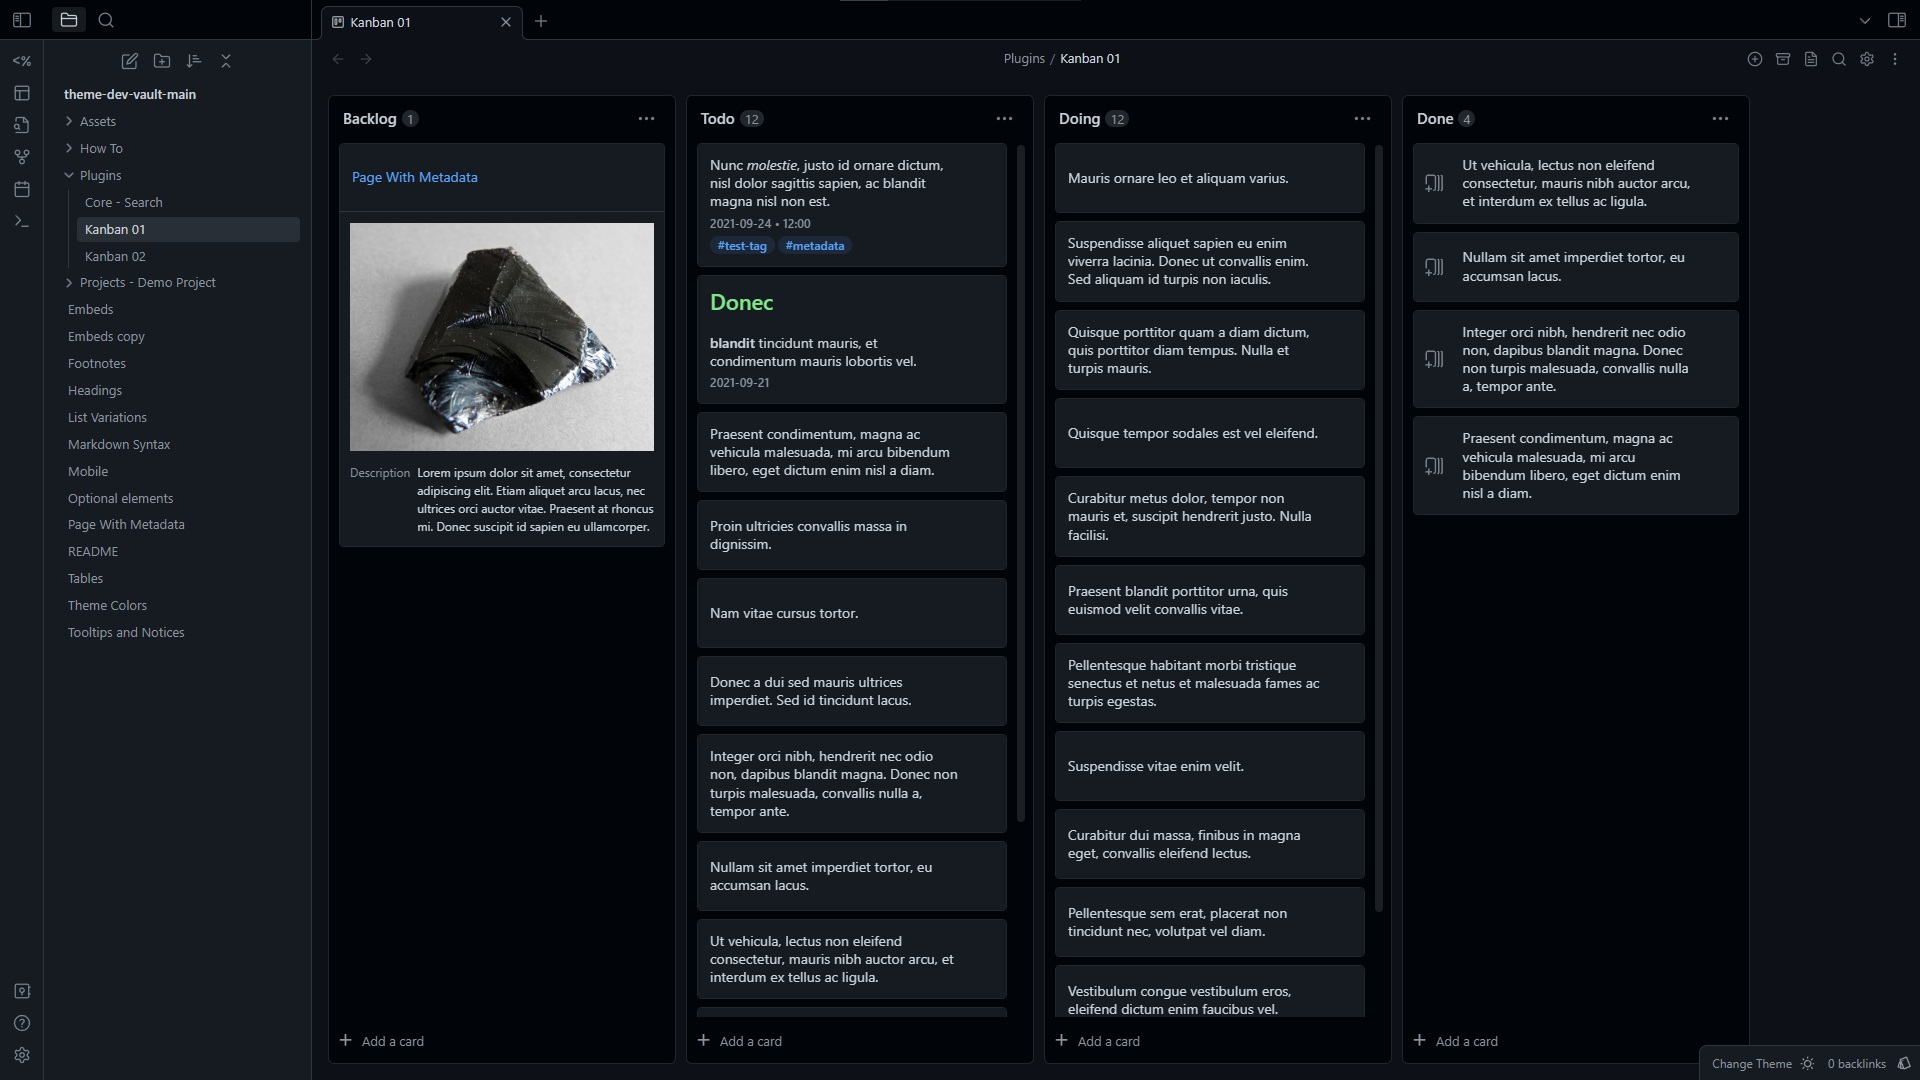 Kanban 01
Plugins / Kanban 01
<%
theme-dev-vault-main
Assets
How To
Plugins
Core - Search
Kanban 01
Kanban 02
Projects - Demo Project
Embeds
Embeds copy
Footnotes
Headings
List Variations
Markdown Syntax
Mobile
Optional elements
Page With Metadata
README
Tables
Theme Colors
Tooltips and Notices
Backlog 1
Page With Metadata
Description Lorem ipsum dolor sit amet, consectetur
adipiscing elit. Etiam aliquet arcu lacus, nec
ultrices orci auctor vitae. Praesent at rhoncus
mi. Donec suscipit id sapien eu ullamcorper.
Add a card
Todo 12
Nunc molestie, justo id ornare dictum,
nisl dolor sagittis sapien, ac blandit
magna nisl non est.
2021-09-24 • 12:00
#test-tag #metadata
Donec
blandit tincidunt mauris, et
condimentum mauris lobortis vel.
2021-09-21
Praesent condimentum, magna ac
vehicula malesuada, mi arcu bibendum
libero, eget dictum enim nisl a diam.
Proin ultricies convallis massa in
dignissim.
Nam vitae cursus tortor.
Donec a dui sed mauris ultrices
imperdiet. Sed id tincidunt lacus.
Integer orci nibh, hendrerit nec odio
non, dapibus blandit magna. Donec non
turpis malesuada, convallis nulla a,
tempor ante.
Nullam sit amet imperdiet tortor, eu
accumsan lacus.
Ut vehicula, lectus non eleifend
consectetur, mauris nibh auctor arcu, et
interdum ex tellus ac ligula.
Add a card
Doing 12
Mauris ornare leo et aliquam varius.
Suspendisse aliquet sapien eu enim
viverra lacinia. Donec ut convallis enim.
Sed aliquam id turpis non iaculis.
Quisque porttitor quam a diam dictum,
quis porttitor diam tempus. Nulla et
turpis mauris.
Quisque tempor sodales est vel eleifend.
Curabitur metus dolor, tempor non
mauris et, suscipit hendrerit justo. Nulla
facilisi.
Praesent blandit porttitor urna, quis
euismod velit convallis vitae.
Pellentesque habitant morbi tristique
senectus et netus et malesuada fames ac
turpis egestas.
Suspendisse vitae enim velit.
Curabitur dui massa, finibus in magna
eget, convallis eleifend lectus.
Pellentesque sem erat, placerat non
tincidunt nec, volutpat vel diam.
Vestibulum congue vestibulum eros,
eleifend dictum enim faucibus vel.
Add a card
Done 4
Ut vehicula, lectus non eleifend
consectetur, mauris nibh auctor arcu,
et interdum ex tellus ac ligula.
Nullam sit amet imperdiet tortor, eu
accumsan lacus.
Integer orci nibh, hendrerit nec odio
non, dapibus blandit magna. Donec
non turpis malesuada, convallis nulla
a, tempor ante.
Praesent condimentum, magna ac
vehicula malesuada, mi arcu
bibendum libero, eget dictum enim
nisl a diam.
Add a card
Change Theme 0 backlinks